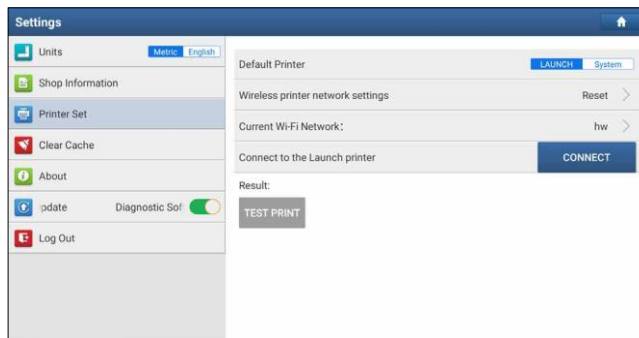 Settings
Units Metric English
Shop Information
Printer Set
Clear Cache
About
pdate Diagnostic Sof
Log Out
Default Printer LAUNCH System
Wireless printer network settings Reset
Current Wi-Fi Network: hw
Connect to the Launch printer CONNECT
Result:
TEST PRINT